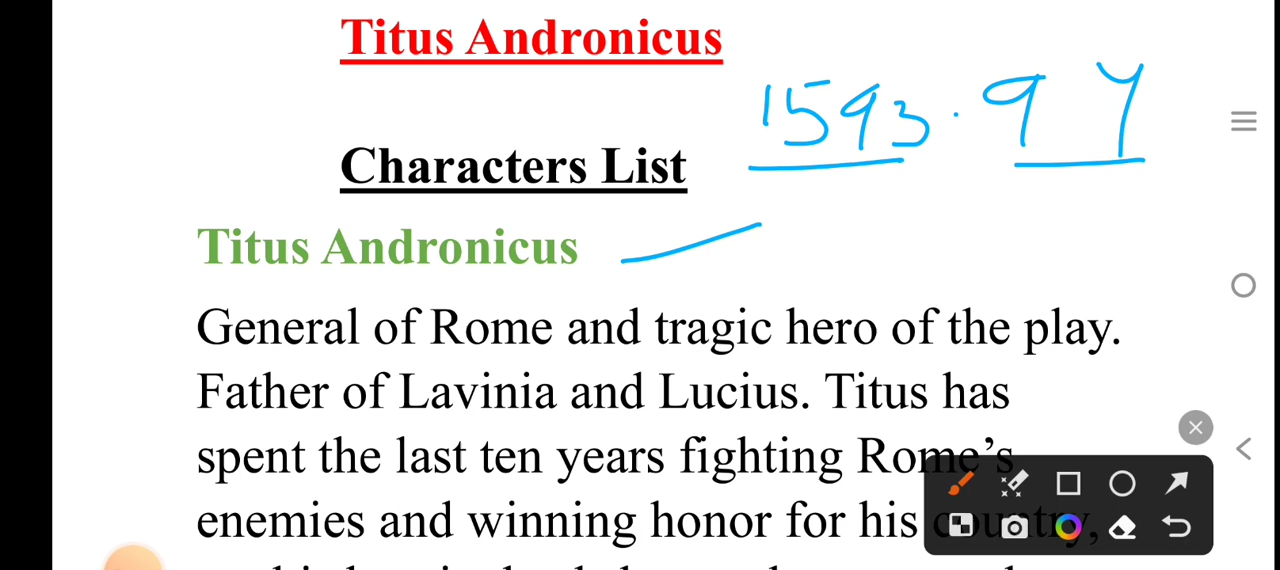 Titus Andronicus
1593. 94
Characters List
Titus Andronicus
General of Rome and tragic hero of the play.
Father of Lavinia and Lucius. Titus has
spent the last ten years fighting Rome’s
enemies and winning honor for his country,